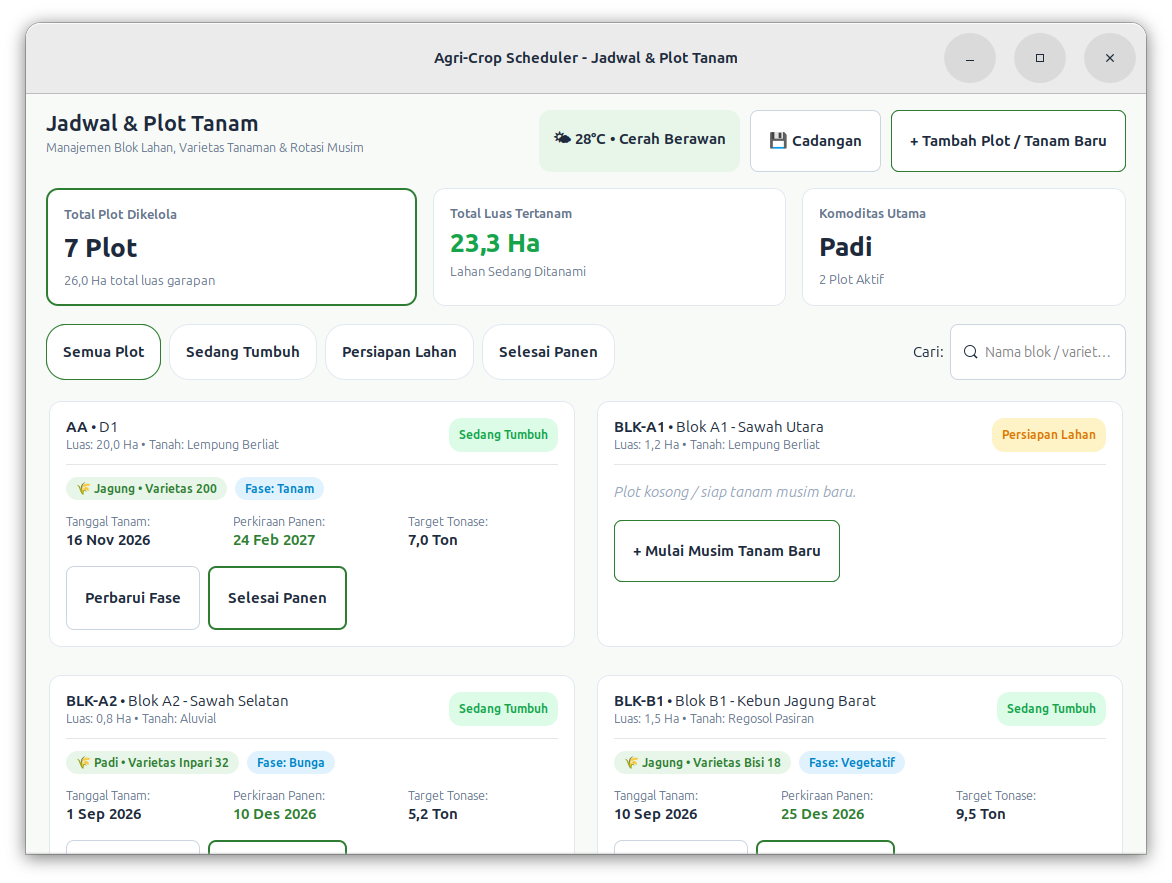 Agri-Crop Scheduler - Jadwal & Plot Tanam
Jadwal & Plot Tanam
Manajemen Blok Lahan, Varietas Tanaman & Rotasi Musim
28°C • Cerah Berawan
Cadangan
+ Tambah Plot / Tanam Baru
Total Plot Dikelola
7 Plot
26,0 Ha total luas garapan
Total Luas Tertanam
23,3 Ha
Lahan Sedang Ditanami
Komoditas Utama
Padi
2 Plot Aktif
Semua Plot
Sedang Tumbuh
Persiapan Lahan
Selesai Panen
Cari:
Nama blok / variet...
AA • D1
Luas: 20,0 Ha • Tanah: Lempung Berliat
Sedang Tumbuh
Jagung • Varietas 200
Fase: Tanam
Tanggal Tanam:
16 Nov 2026
Perkiraan Panen:
24 Feb 2027
Target Tonase:
7,0 Ton
Perbarui Fase
Selesai Panen
BLK-A1 • Blok A1 - Sawah Utara
Luas: 1,2 Ha • Tanah: Lempung Berliat
Persiapan Lahan
Plot kosong / siap tanam musim baru.
+ Mulai Musim Tanam Baru
BLK-A2 • Blok A2 - Sawah Selatan
Luas: 0,8 Ha • Tanah: Aluvial
Sedang Tumbuh
Padi • Varietas Inpari 32
Fase: Bunga
Tanggal Tanam:
1 Sep 2026
Perkiraan Panen:
10 Des 2026
Target Tonase:
5,2 Ton
BLK-B1 • Blok B1 - Kebun Jagung Barat
Luas: 1,5 Ha • Tanah: Regosol Pasiran
Sedang Tumbuh
Jagung • Varietas Bisi 18
Fase: Vegetatif
Tanggal Tanam:
10 Sep 2026
Perkiraan Panen:
25 Des 2026
Target Tonase:
9,5 Ton